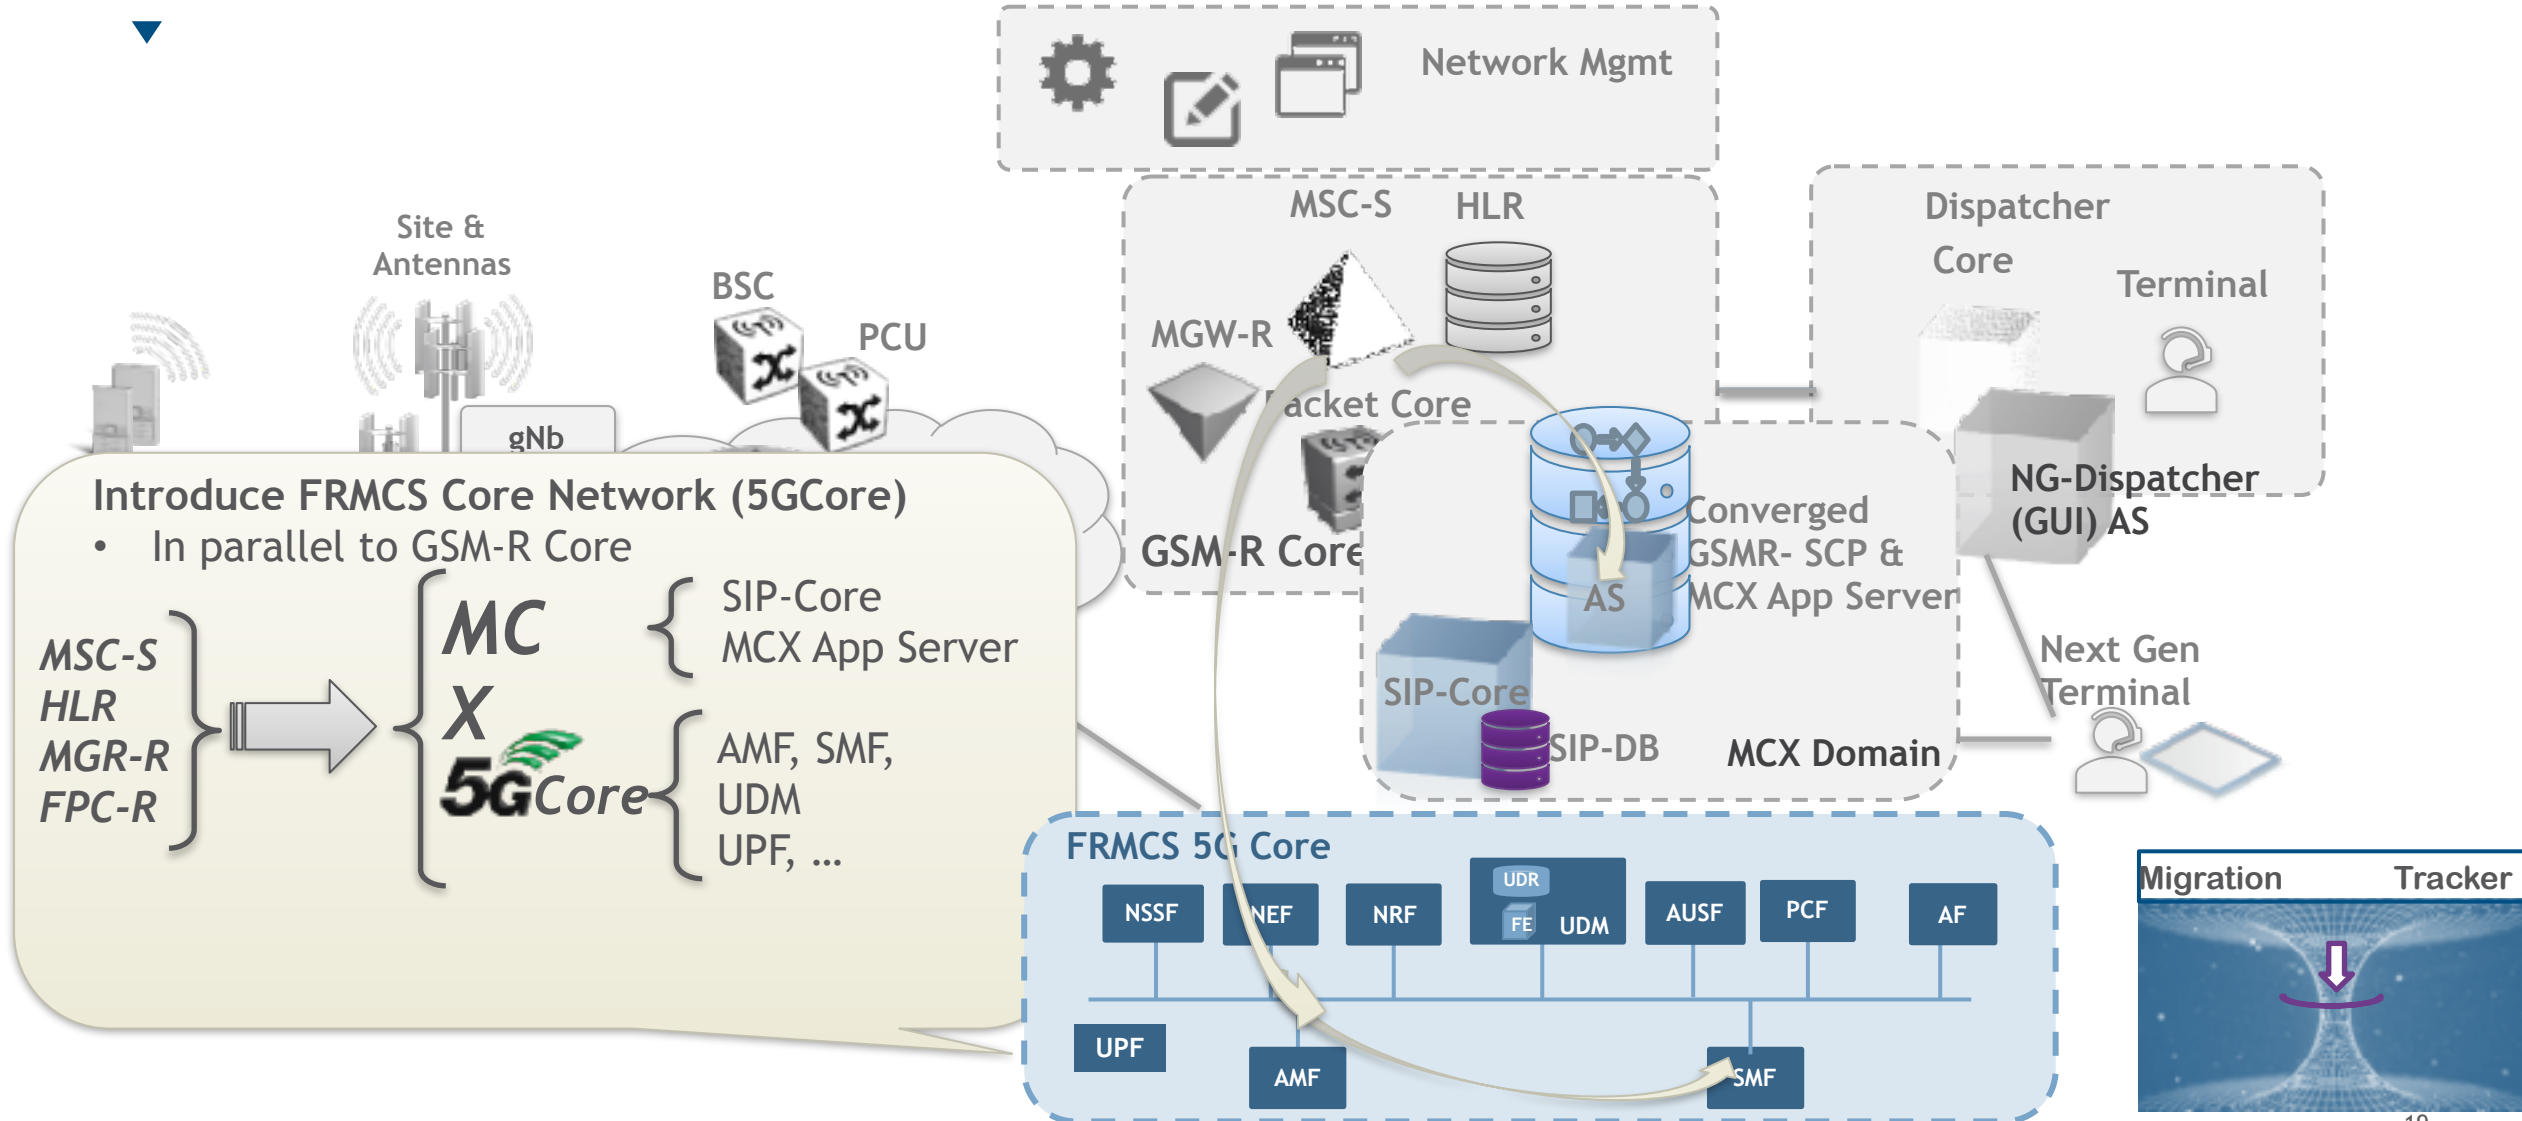 Network Mgmt
MSC-S
HLR
Dispatcher
Core
Terminal
Site &
Antennas
BSC
PCU
MGW-R
Packet Core
gNb
GSM-R Core
NG-Dispatcher
(GUI) AS
Converged
GSMR- SCP &
MCX App Server
AS
SIP-Core
SIP-DB
MCX Domain
Next Gen
Terminal
Introduce FRMCS Core Network (5GCore)
• In parallel to GSM-R Core
MSC-S
HLR
MGR-R
FPC-R
MC
X
5G Core
SIP-Core
MCX App Server
AMF, SMF,
UDM
UPF, ...
FRMCS 5G Core
NSSF
NEF
NRF
UDR
FE
UDM
AUSF
PCF
AF
UPF
AMF
SMF
Migration Tracker